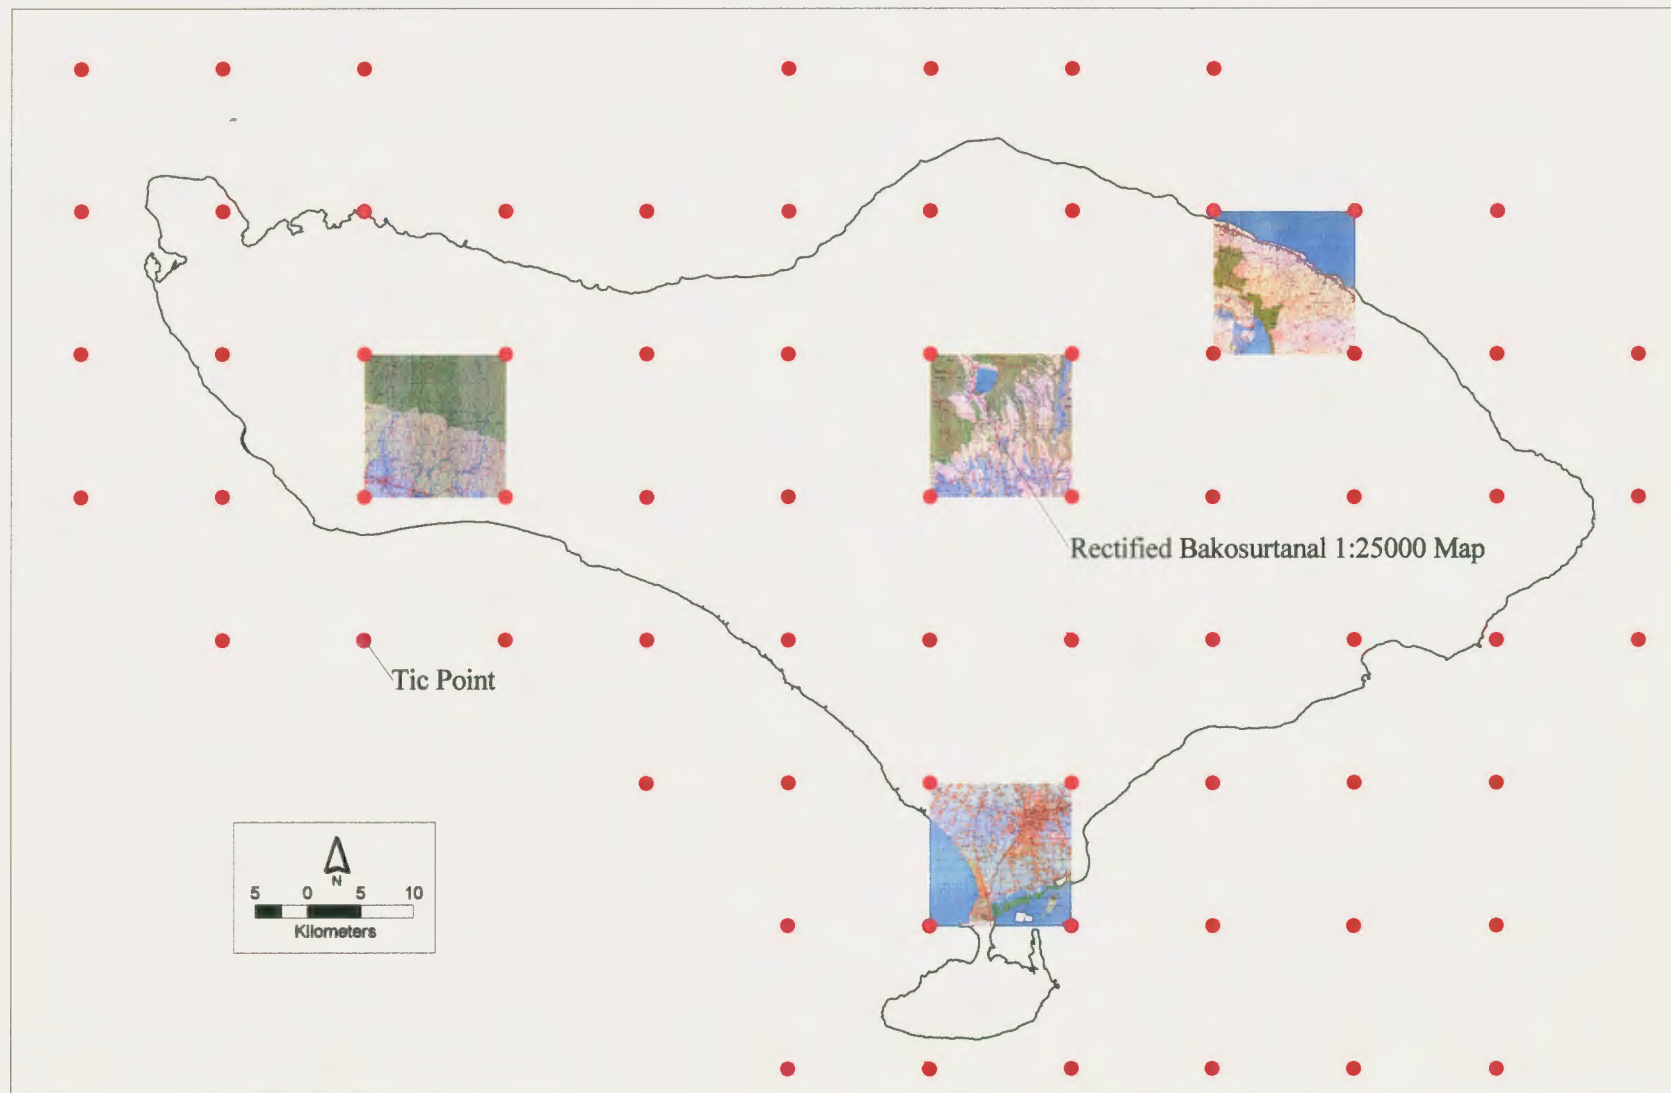 Rectified Bakosurtanal 1:25000 Map
Tic Point
N
5 0 5 10
Kilometers